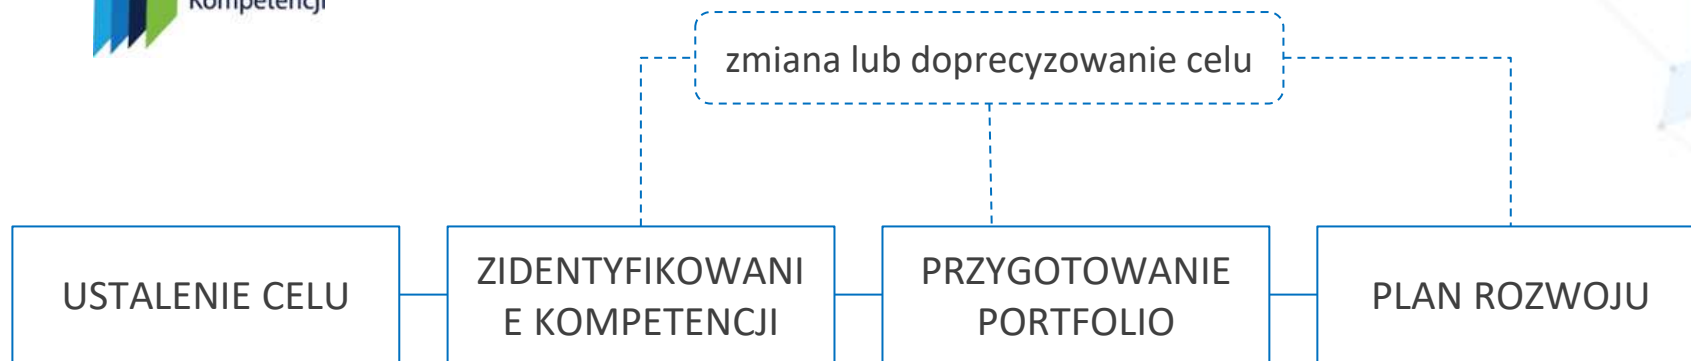 Kompetencji
zmiana lub doprecyzowanie celu
USTALENIE CELU
ZIDENTYFIKOWANI
E KOMPETENCJI
PRZYGOTOWANIE
PORTFOLIO
PLAN ROZWOJU